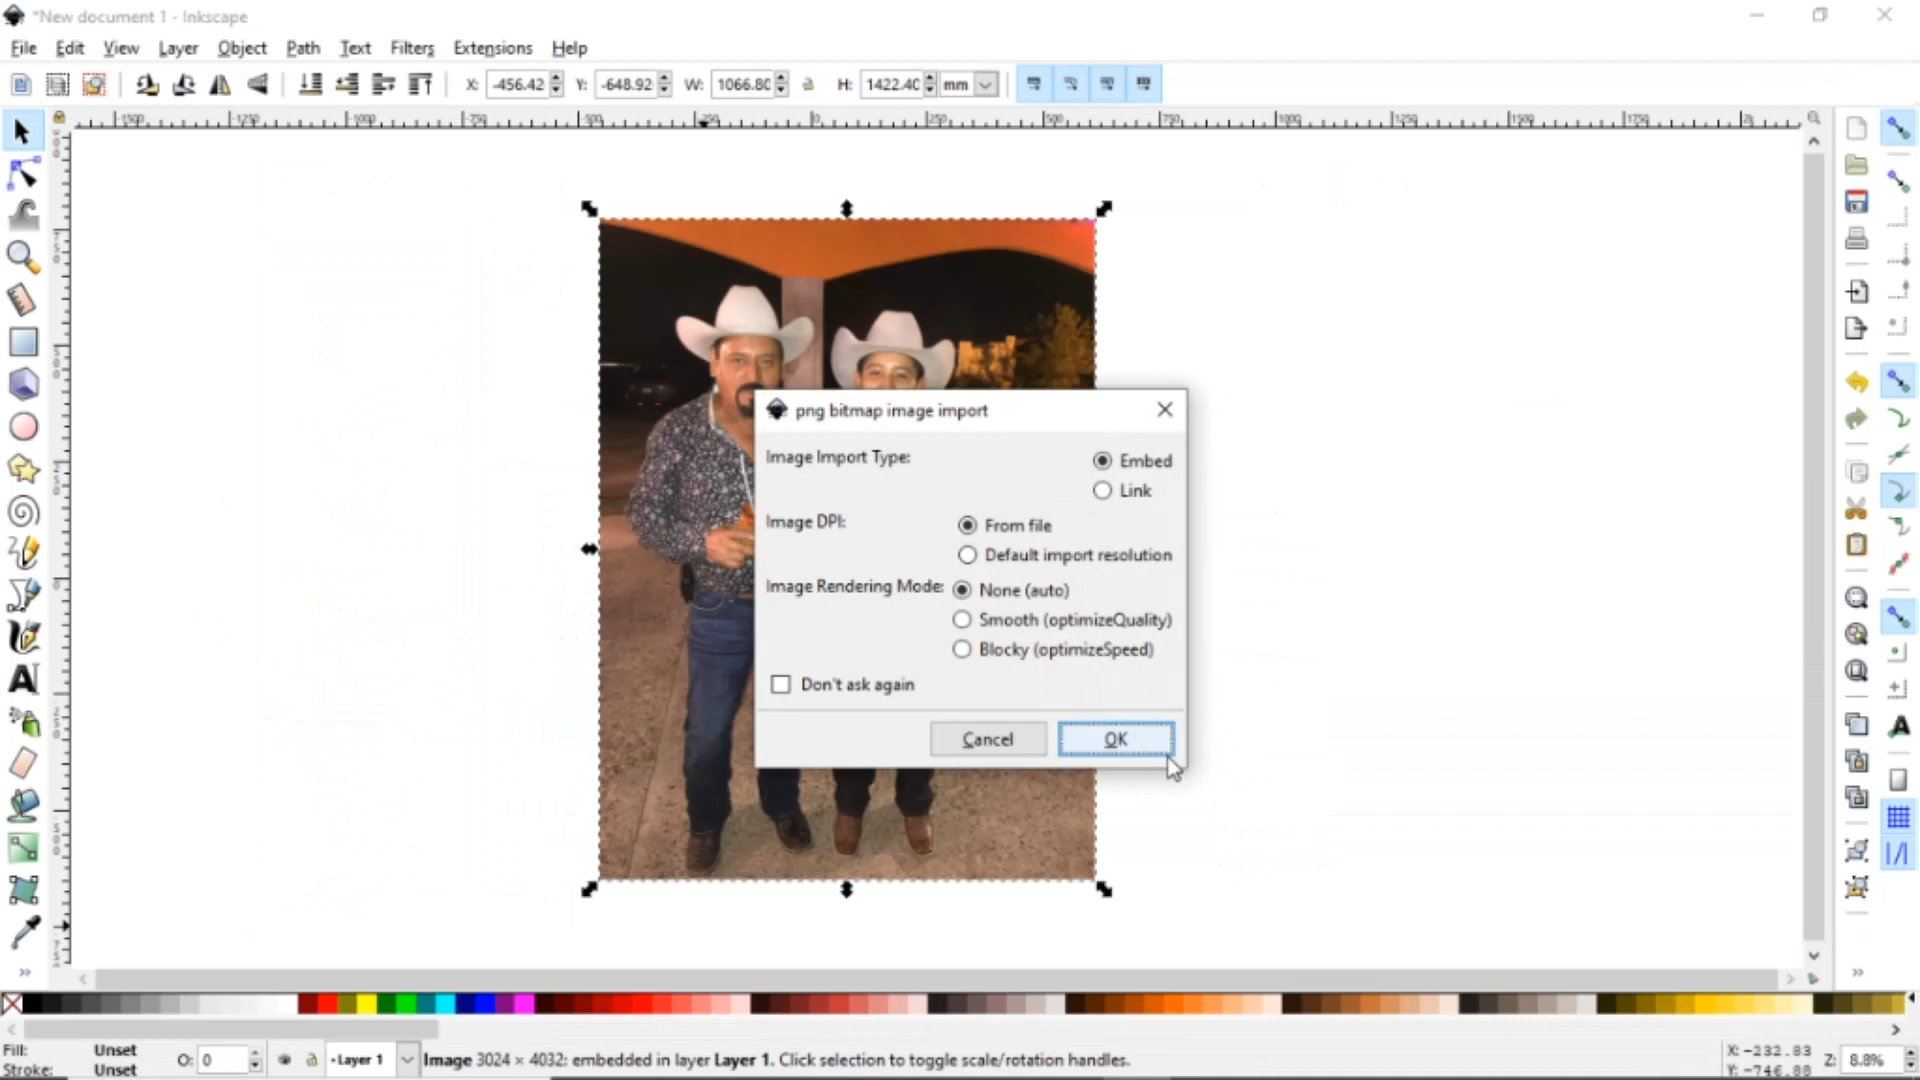 *New document 1 - Inkscape
File Edit View Layer Object Path Text Filters Extensions Help
X: -456.42 Y: -648.92 W: 1066.80 H: 1422.40 mm
png bitmap image import
Image Import Type:
Embed
Link
Image DPI:
From file
Default import resolution
Image Rendering Mode:
None (auto)
Smooth (optimizeQuality)
Blocky (optimizeSpeed)
Don't ask again
Cancel OK
Fill: Unset O: 0 Layer 1 Image 3024 × 4032: embedded in layer Layer 1. Click selection to toggle scale/rotation handles.
X: -232.83 Z: 8.8%
Stroke: Unset Y: -746.88